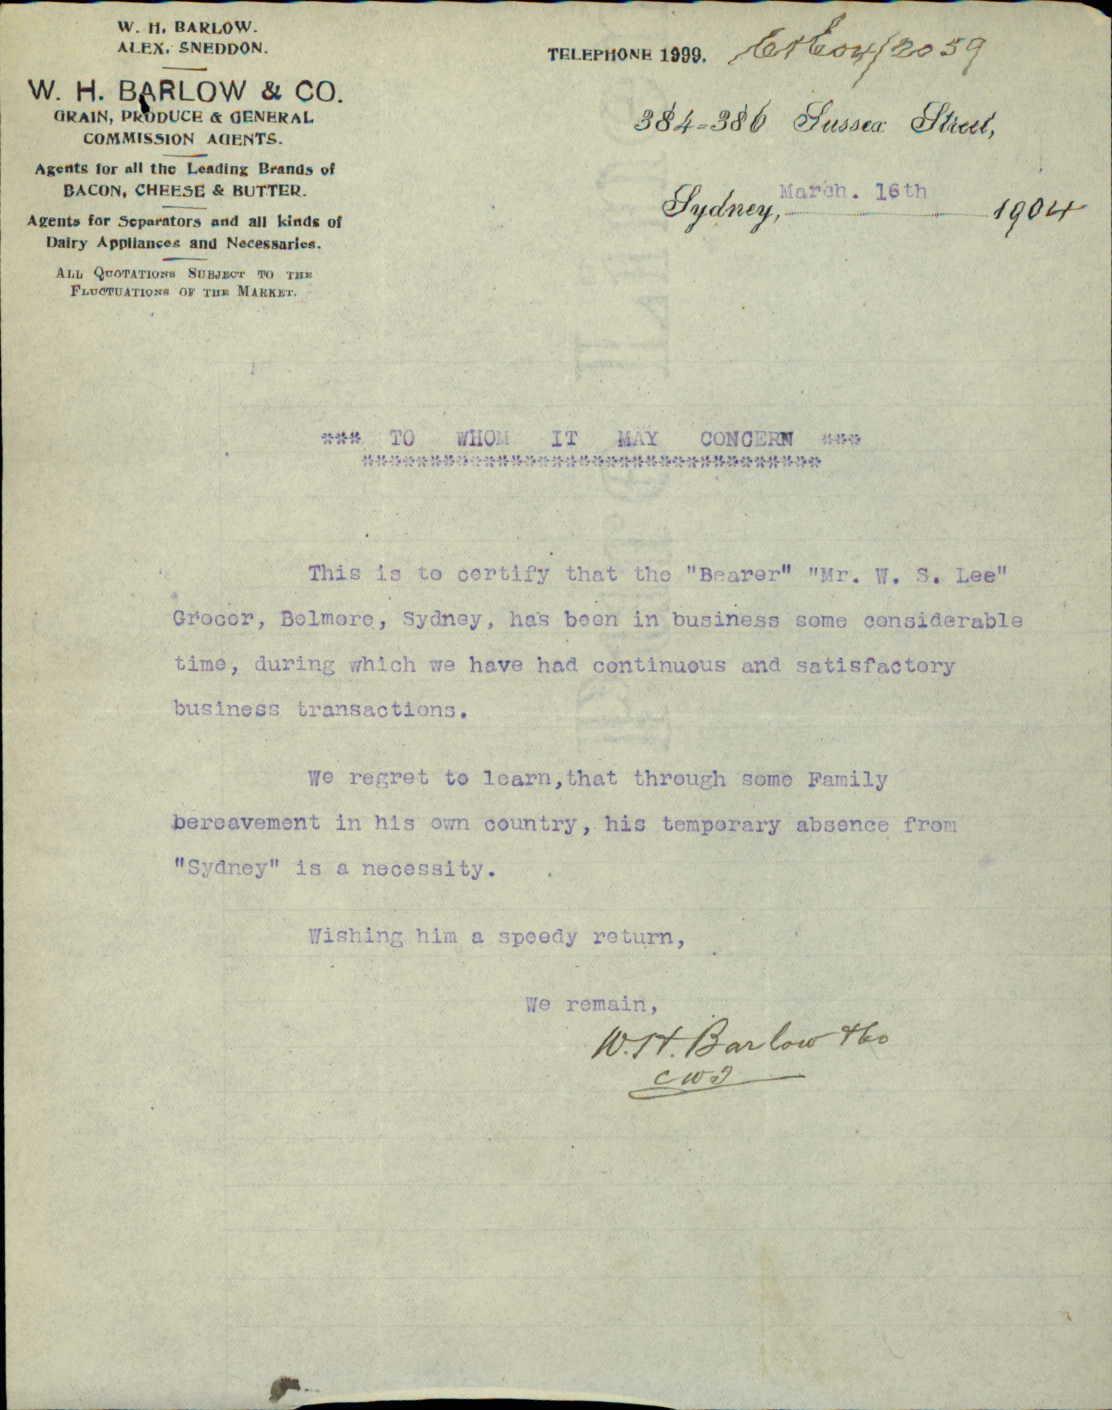 W. H. BARLOW.
ALEX. SNEDDON.
W. H. BARLOW & CO.
GRAIN, PRODUCE & GENERAL
COMMISSION AGENTS.
Agents for all the Leading Brands of
BACON, CHEESE & BUTTER.
Agents for Separators and all kinds of
Dairy Appliances and Necessaries.
ALL QUOTATIONS SUBJECT TO THE
FLUCTUATIONS OF THE MARKET.
TELEPHONE 1999.
384-386 Sussex Street,
Sydney, March. 16th 1904
*** TO WHOM IT MAY CONCERN ***
This is to certify that the "Bearer" "Mr. W. S. Lee"
Grocer, Belmore, Sydney, has been in business some considerable
time, during which we have had continuous and satisfactory
business transactions.
We regret to learn,that through some Family
bereavement in his own country, his temporary absence from
"Sydney" is a necessity.
Wishing him a speedy return,
We remain,
W. H. Barlow & Co